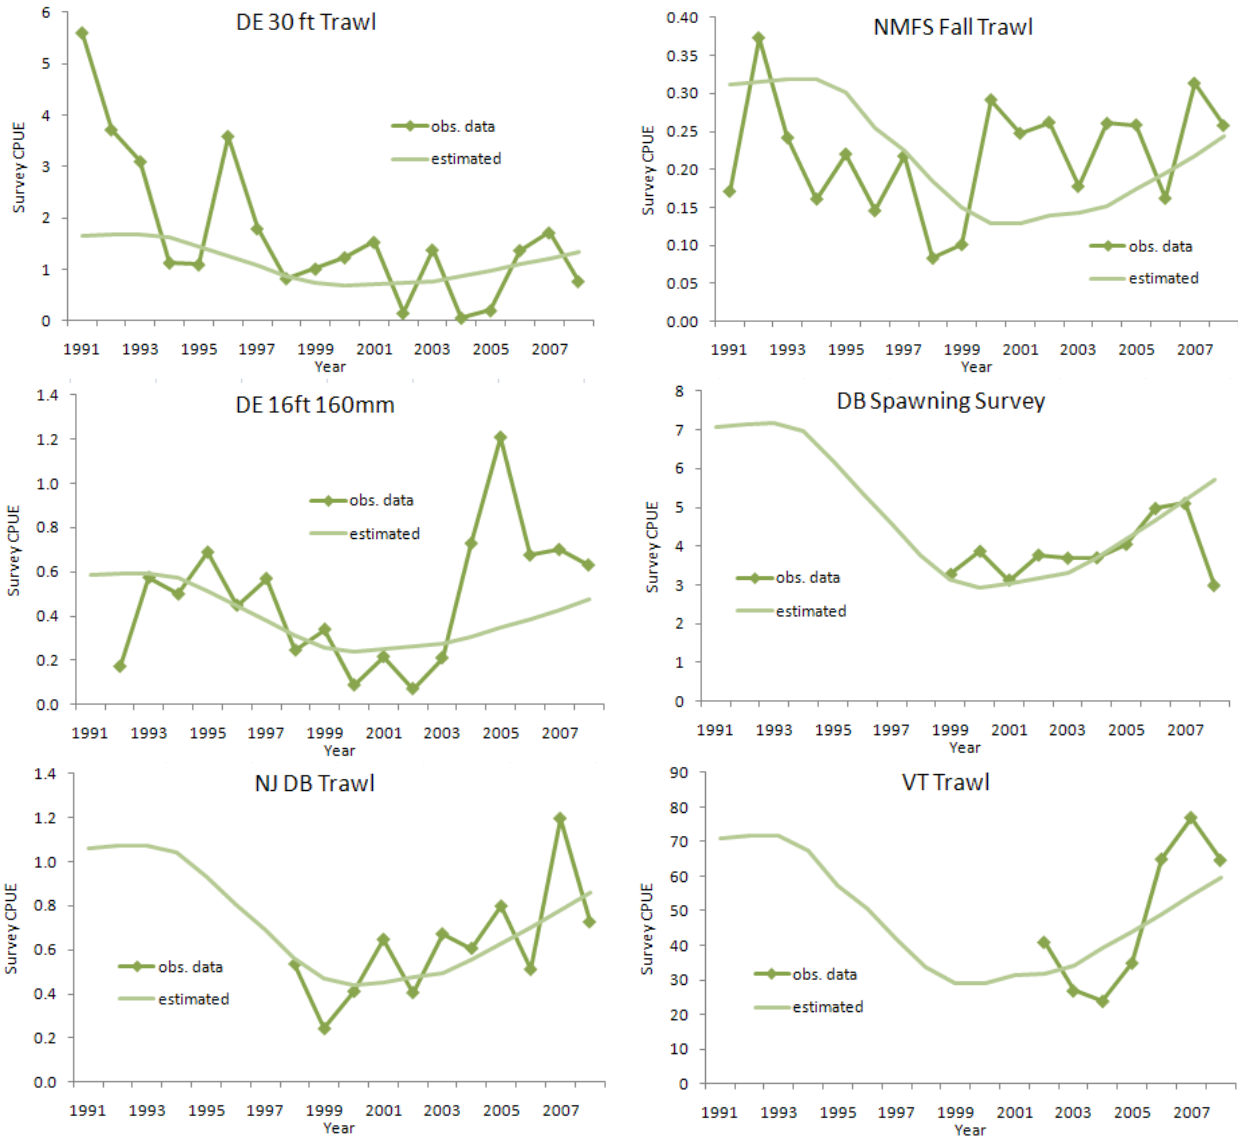 DE 30 ft Trawl
6
5
4
3
2
1
0
Survey CPUE
obs. data
estimated
1991 1993 1995 1997 1999 2001 2003 2005 2007
Year
NMFS Fall Trawl
0.40
0.35
0.30
0.25
0.20
0.15
0.10
0.05
0.00
Survey CPUE
obs. data
estimated
1991 1993 1995 1997 1999 2001 2003 2005 2007
Year
DE 16ft 160mm
1.4
1.2
1.0
0.8
0.6
0.4
0.2
0.0
Survey CPUE
obs. data
estimated
1991 1993 1995 1997 1999 2001 2003 2005 2007
Year
DB Spawning Survey
8
7
6
5
4
3
2
1
0
Survey CPUE
obs. data
estimated
1991 1993 1995 1997 1999 2001 2003 2005 2007
Year
NJ DB Trawl
1.4
1.2
1.0
0.8
0.6
0.4
0.2
0.0
Survey CPUE
obs. data
estimated
1991 1993 1995 1997 1999 2001 2003 2005 2007
Year
VT Trawl
90
80
70
60
50
40
30
20
10
0
Survey CPUE
obs. data
estimated
1991 1993 1995 1997 1999 2001 2003 2005 2007
Year